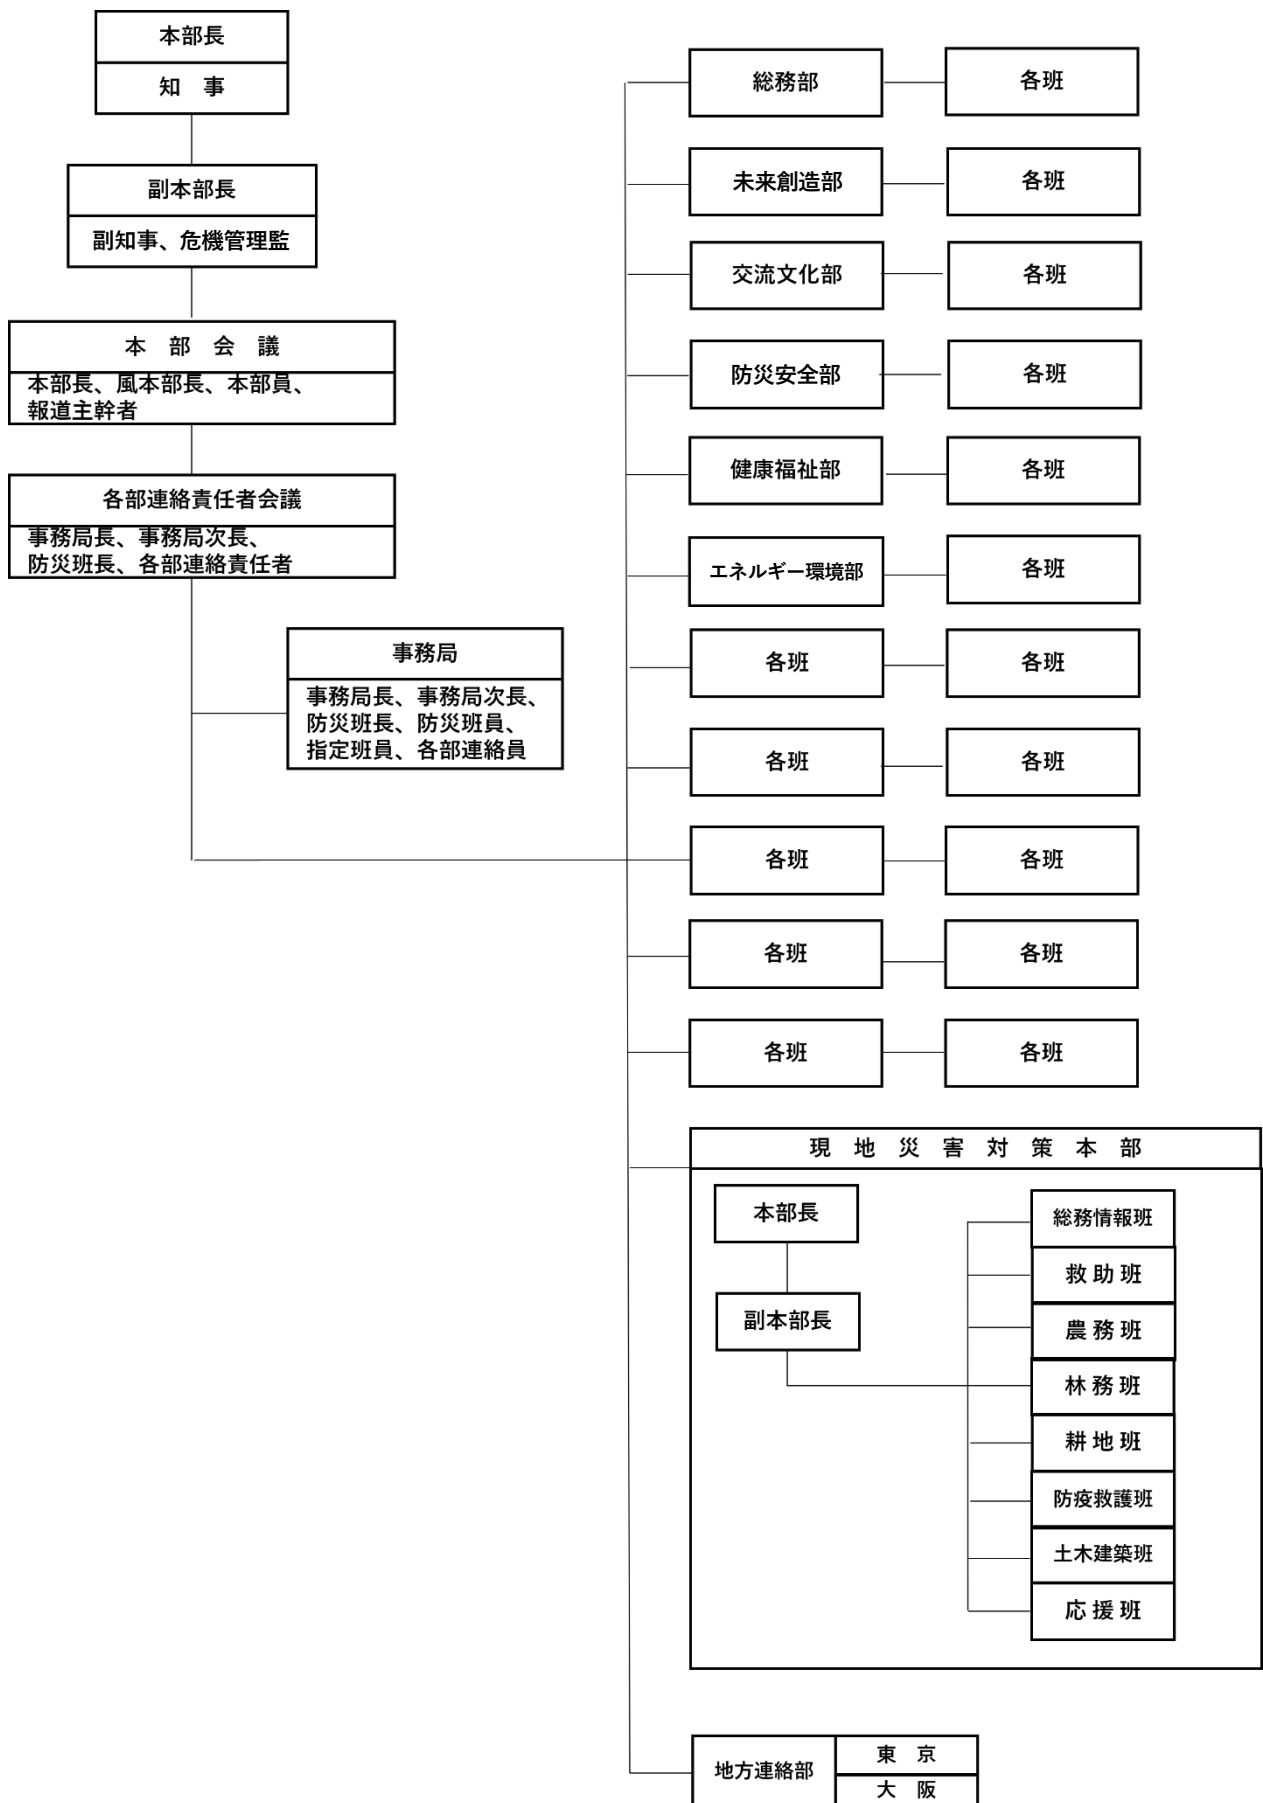 本部長
知　事
副本部長
副知事、危機管理監
本　部　会　議
本部長、風本部長、本部員、
報道主幹者
各部連絡責任者会議
事務局長、事務局次長、
防災班長、各部連絡責任者
事務局
事務局長、事務局次長、
防災班長、防災班員、
指定班員、各部連絡員
総務部
各班
未来創造部
各班
交流文化部
各班
防災安全部
各班
健康福祉部
各班
エネルギー環境部
各班
各班
各班
各班
各班
各班
各班
各班
各班
各班
各班
現　地　災　害　対　策　本　部
本部長
副本部長
総務情報班
救 助 班
農 務 班
林 務 班
耕 地 班
防疫救護班
土木建築班
応 援 班
地方連絡部
東　京
大　阪